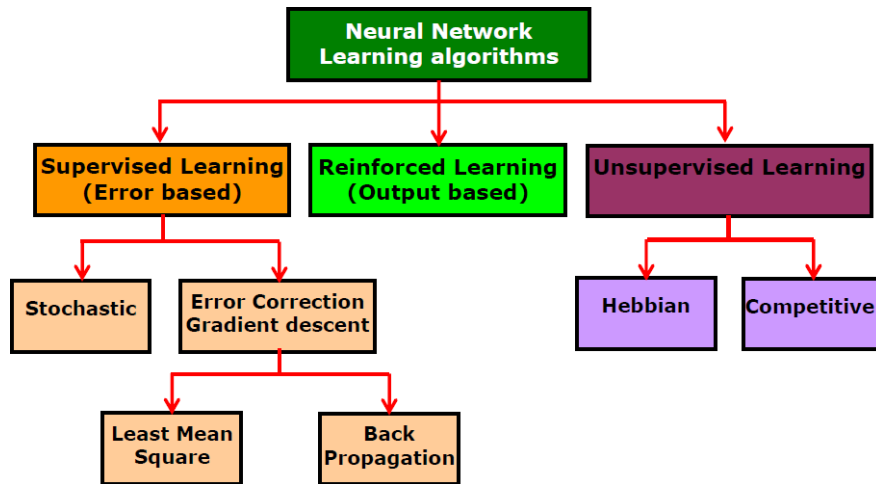 Neural Network
Learning algorithms
Supervised Learning
(Error based)
Reinforced Learning
(Output based)
Unsupervised Learning
Stochastic
Error Correction
Gradient descent
Hebbian
Competitive
Least Mean
Square
Back
Propagation